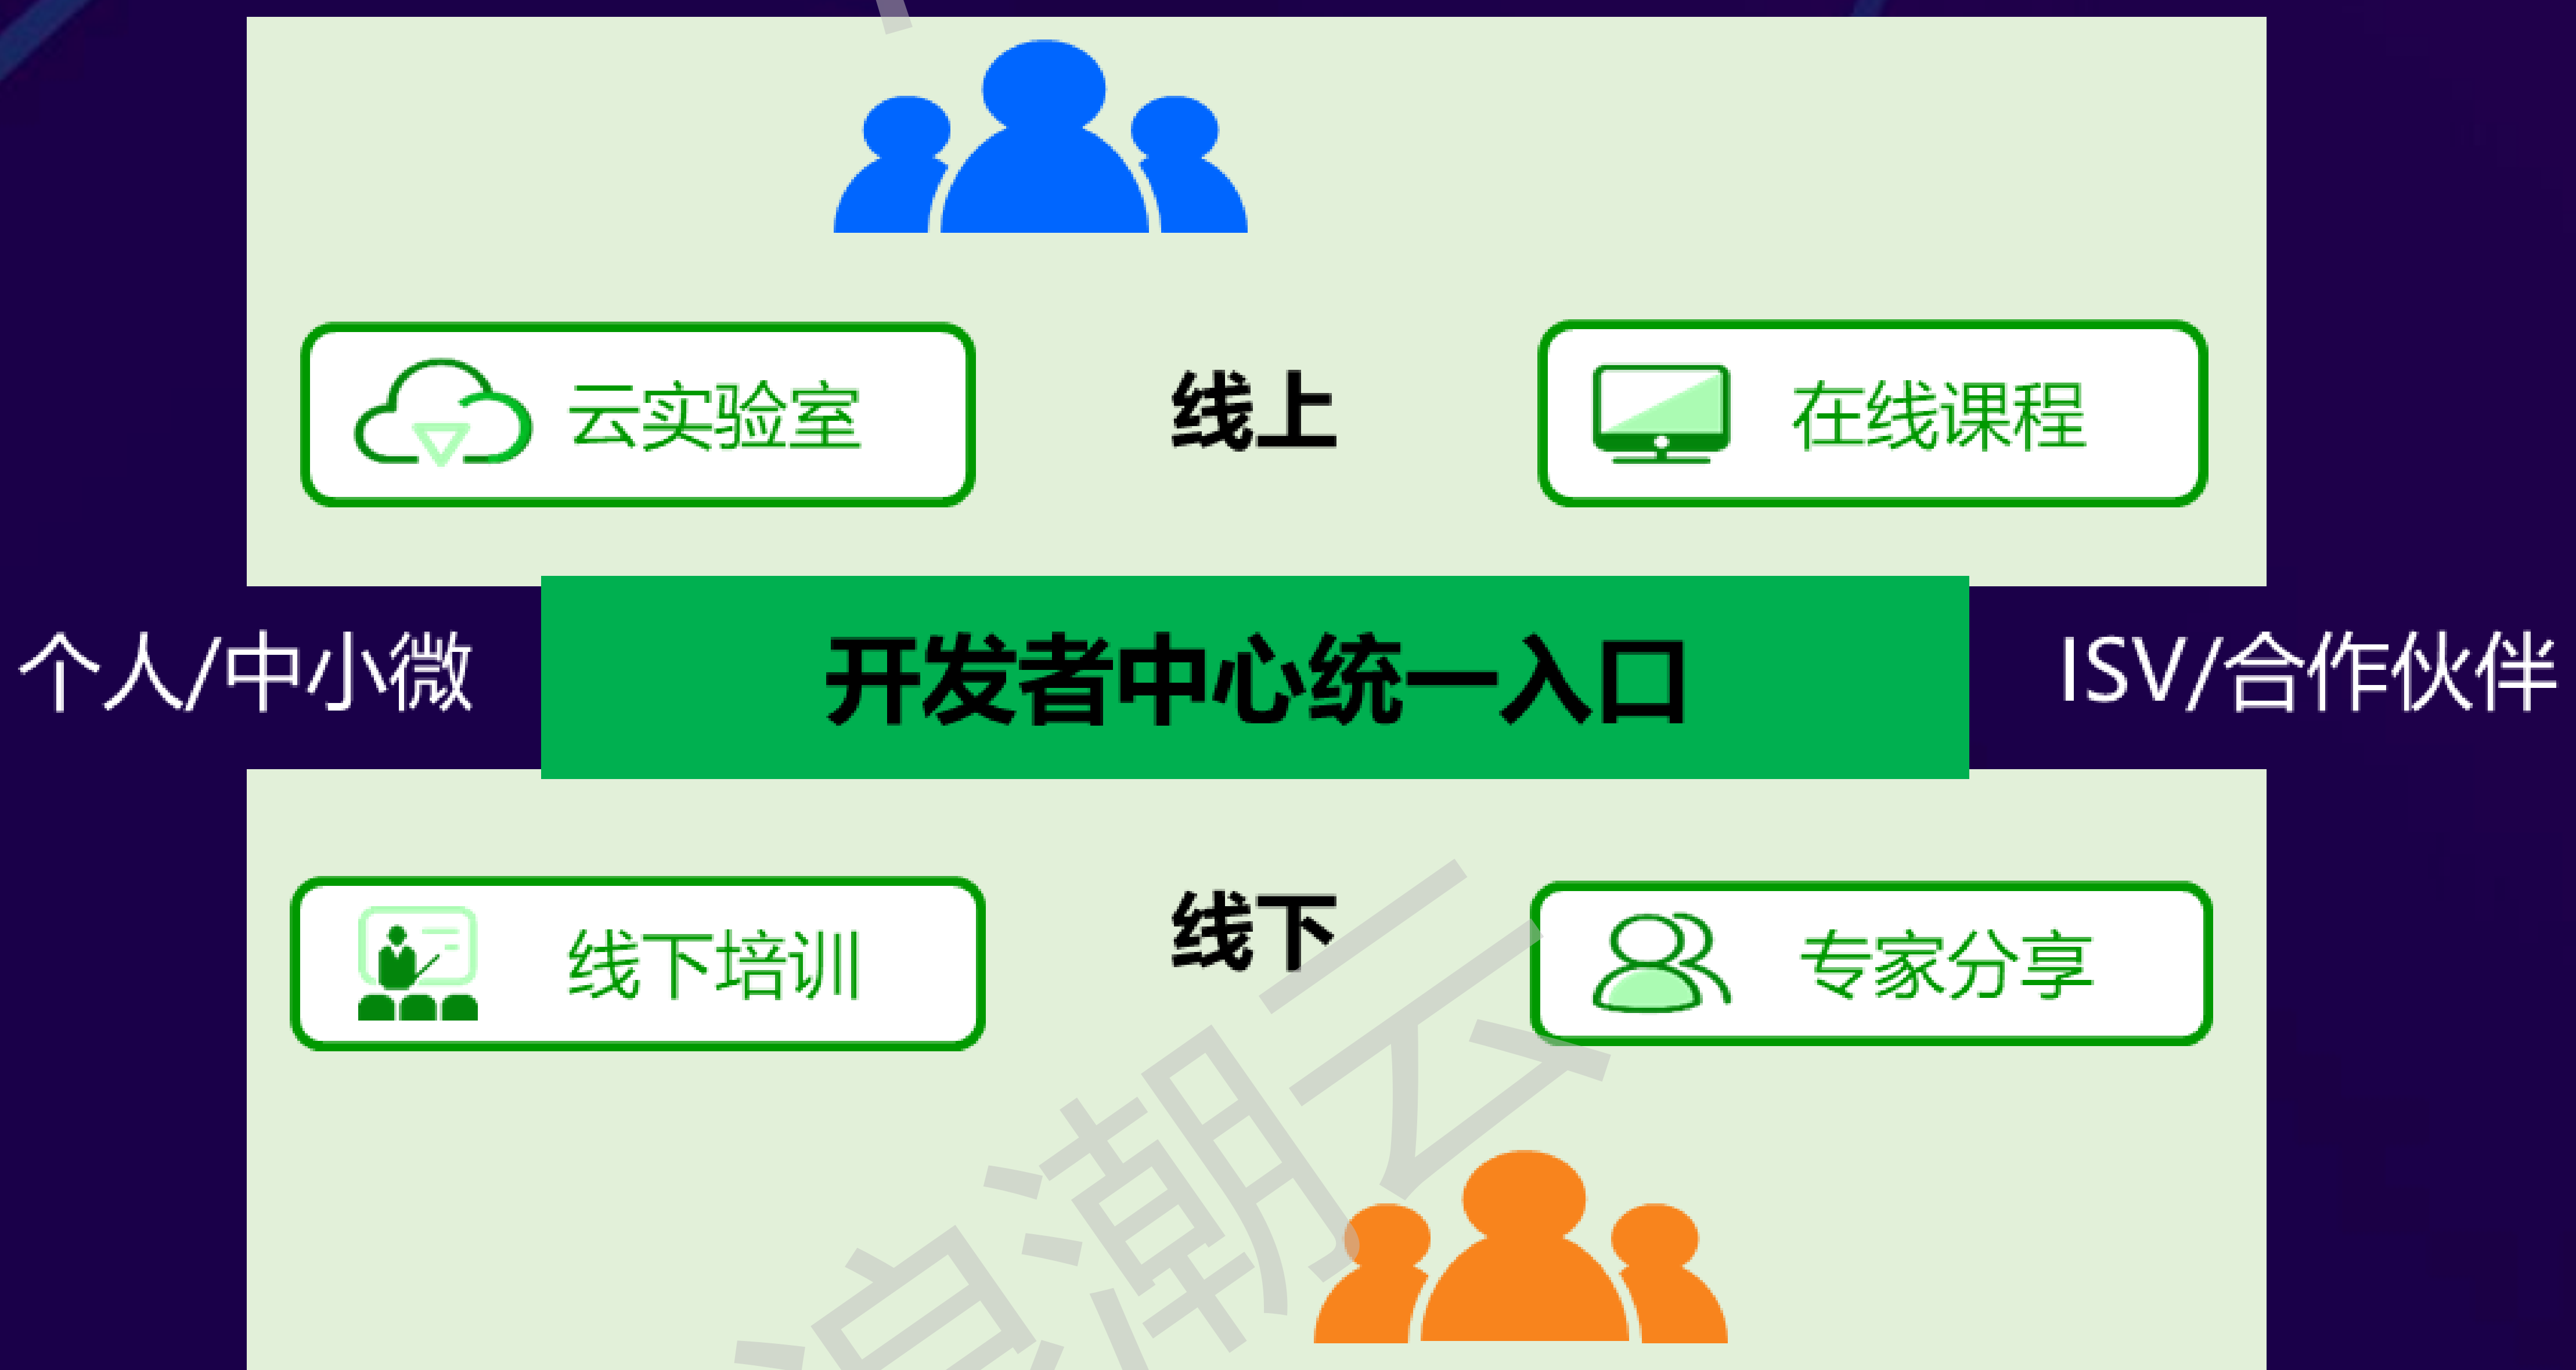 云实验室
线上
在线课程
个人/中小微
开发者中心统一入口
ISV/合作伙伴
线下培训
线下
专家分享
浪潮云